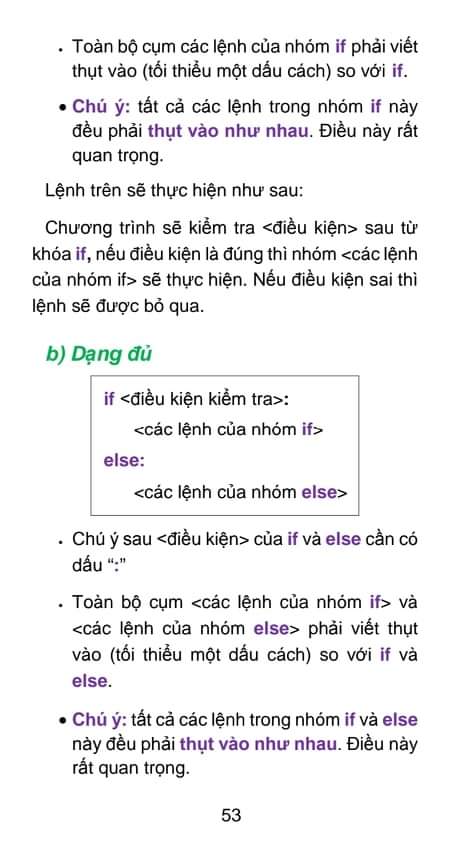 • Toàn bộ cụm các lệnh của nhóm if phải viết
thụt vào (tối thiểu một dấu cách) so với if.
• Chú ý: tất cả các lệnh trong nhóm if này
đều phải thụt vào như nhau. Điều này rất
quan trọng.
Lệnh trên sẽ thực hiện như sau:
Chương trình sẽ kiểm tra <điều kiện> sau từ
khóa if, nếu điều kiện là đúng thì nhóm <các lệnh
của nhóm if> sẽ thực hiện. Nếu điều kiện sai thì
lệnh sẽ được bỏ qua.
b) Dạng đủ
if <điều kiện kiểm tra>:
<các lệnh của nhóm if>
else:
<các lệnh của nhóm else>
• Chú ý sau <điều kiện> của if và else cần có
dấu “:”
• Toàn bộ cụm <các lệnh của nhóm if> và
<các lệnh của nhóm else> phải viết thụt
vào (tối thiểu một dấu cách) so với if và
else.
• Chú ý: tất cả các lệnh trong nhóm if và else
này đều phải thụt vào như nhau. Điều này
rất quan trọng.
53